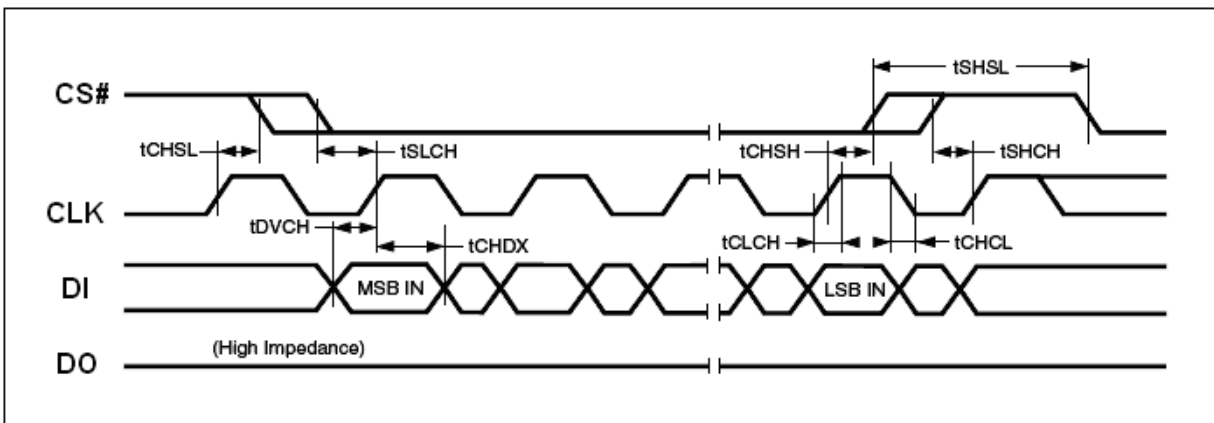 tSHSL
CS#
tCHSL
tSLCH
tCHSH
tSHCH
CLK
tDVCH
tCHDX
tCLCH
tCHCL
DI
MSB IN
LSB IN
(High Impedance)
DO